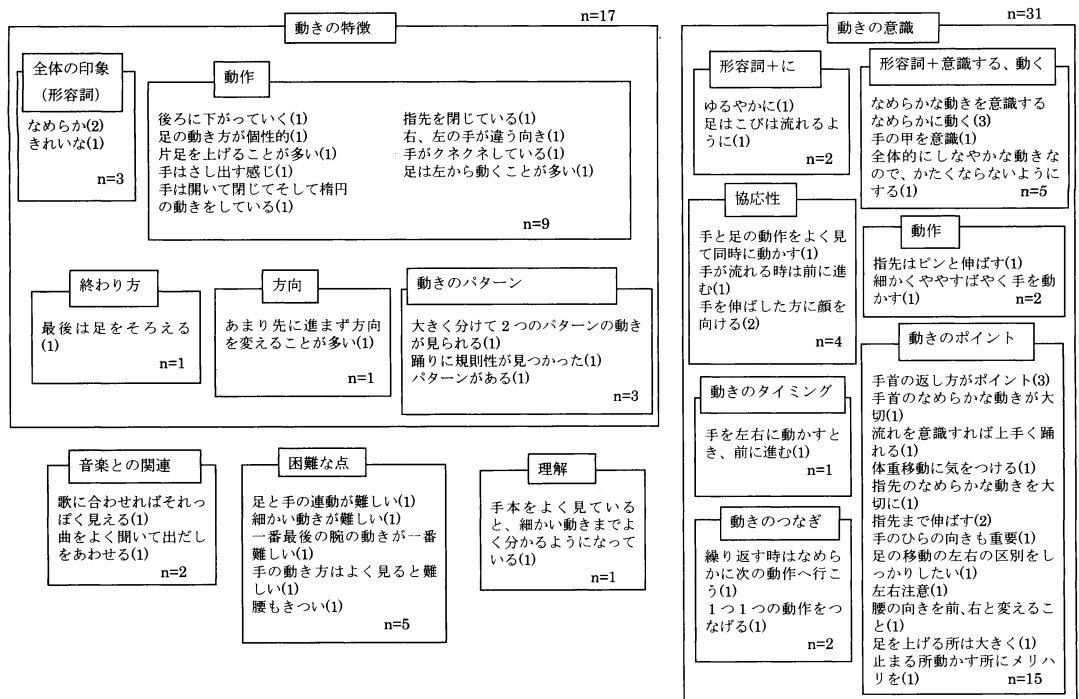 n=17
動きの特徴
全体の印象
(形容詞)
なめらか(2)
きれいな(1)
n=3
動作
後ろに下がっていく(1)
足の動き方が個性的(1)
片足を上げることが多い(1)
手はさし出す感じ(1)
手は開いて閉じてそして楕円
の動きをしている(1)
指先を閉じている(1)
右、左の手が違う向き(1)
手がクネクネしている(1)
足は左から動くことが多い(1)
n=9
終わり方
最後は足をそろえる
(1)
n=1
方向
あまり先に進まず方向
を変えることが多い(1)
n=1
動きのパターン
大きく分けて2つのパターンの動き
が見られる(1)
踊りに規則性が見つかった(1)
パターンがある(1)
n=3
音楽との関連
歌に合わせればそれっ
ぽく見える(1)
曲をよく聞いて出だし
をあわせる(1)
n=2
困難な点
足と手の連動が難しい(1)
細かい動きが難しい(1)
一番最後の腕の動きが一番
難しい(1)
手の動き方はよく見ると難
しい(1)
腰もきつい(1)
n=5
理解
手本をよく見ている
と、細かい動きまでよ
く分かるようになって
いる(1)
n=1
n=31
動きの意識
形容詞+に
ゆるやかに(1)
足はこびは流れるよ
うに(1)
n=2
形容詞+意識する、動く
なめらかな動きを意識する
なめらかに動く(3)
手の甲を意識(1)
全体的にしなやかな動きな
ので、かたくならないように
する(1)
n=5
協応性
手と足の動作をよく見
て同時に動かす(1)
手が流れる時は前に進
む(1)
手を伸ばした方に顔を
向ける(2)
n=4
動作
指先はピンと伸ばす(1)
細かくややすばやく手を動
かす(1)
n=2
動きのタイミング
手を左右に動かすと
き、前に進む(1)
n=1
動きのつなぎ
繰り返す時はなめら
かに次の動作へ行こ
う(1)
1つ1つの動作をつ
なげる(1)
n=2
動きのポイント
手首の返し方がポイント(3)
手首のなめらかな動きが大
切(1)
流れを意識すれば上手く踊
れる(1)
体重移動に気をつける(1)
指先のなめらかな動きを大
切に(1)
指先まで伸ばす(2)
手のひらの向きも重要(1)
足の移動の左右の区別をし
っかりしたい(1)
左右注意(1)
腰の向きを前、右と変えるこ
と(1)
足を上げる所は大きく(1)
止まる所動かす所にメリハ
リを(1)
n=15